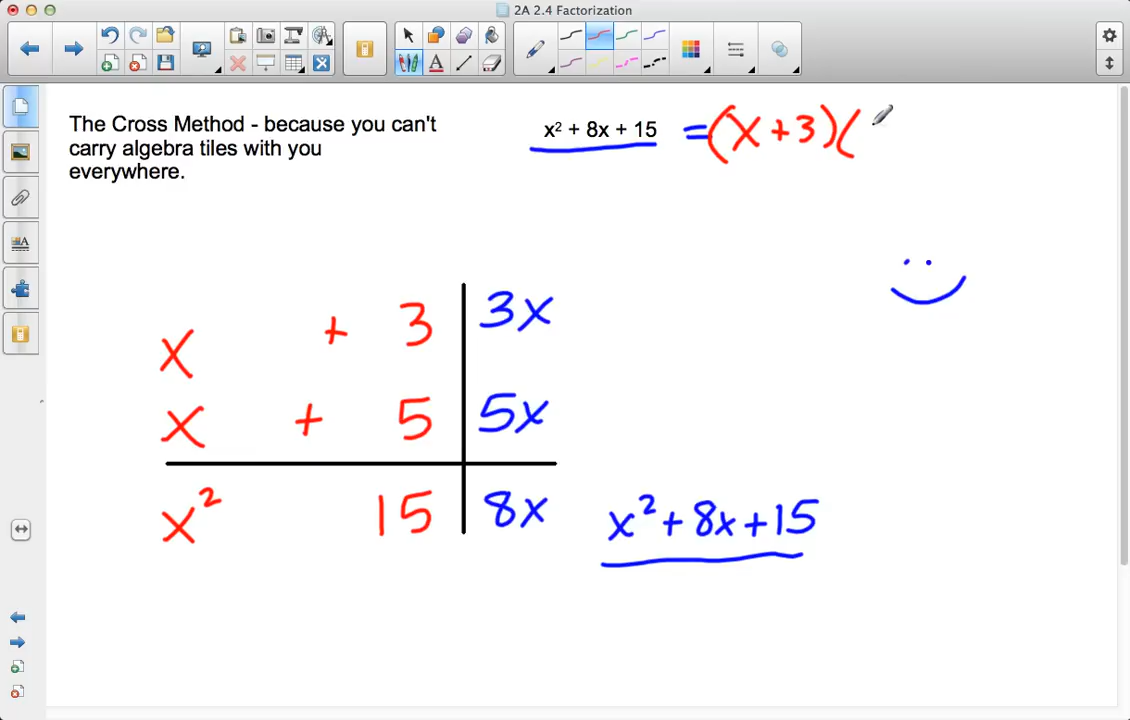 2A 2.4 Factorization
The Cross Method - because you can't
carry algebra tiles with you
everywhere.
x² + 8x + 15 =(x+3)(
x + 3 3x
x + 5 5x
x² 15 8x
x²+8x+15